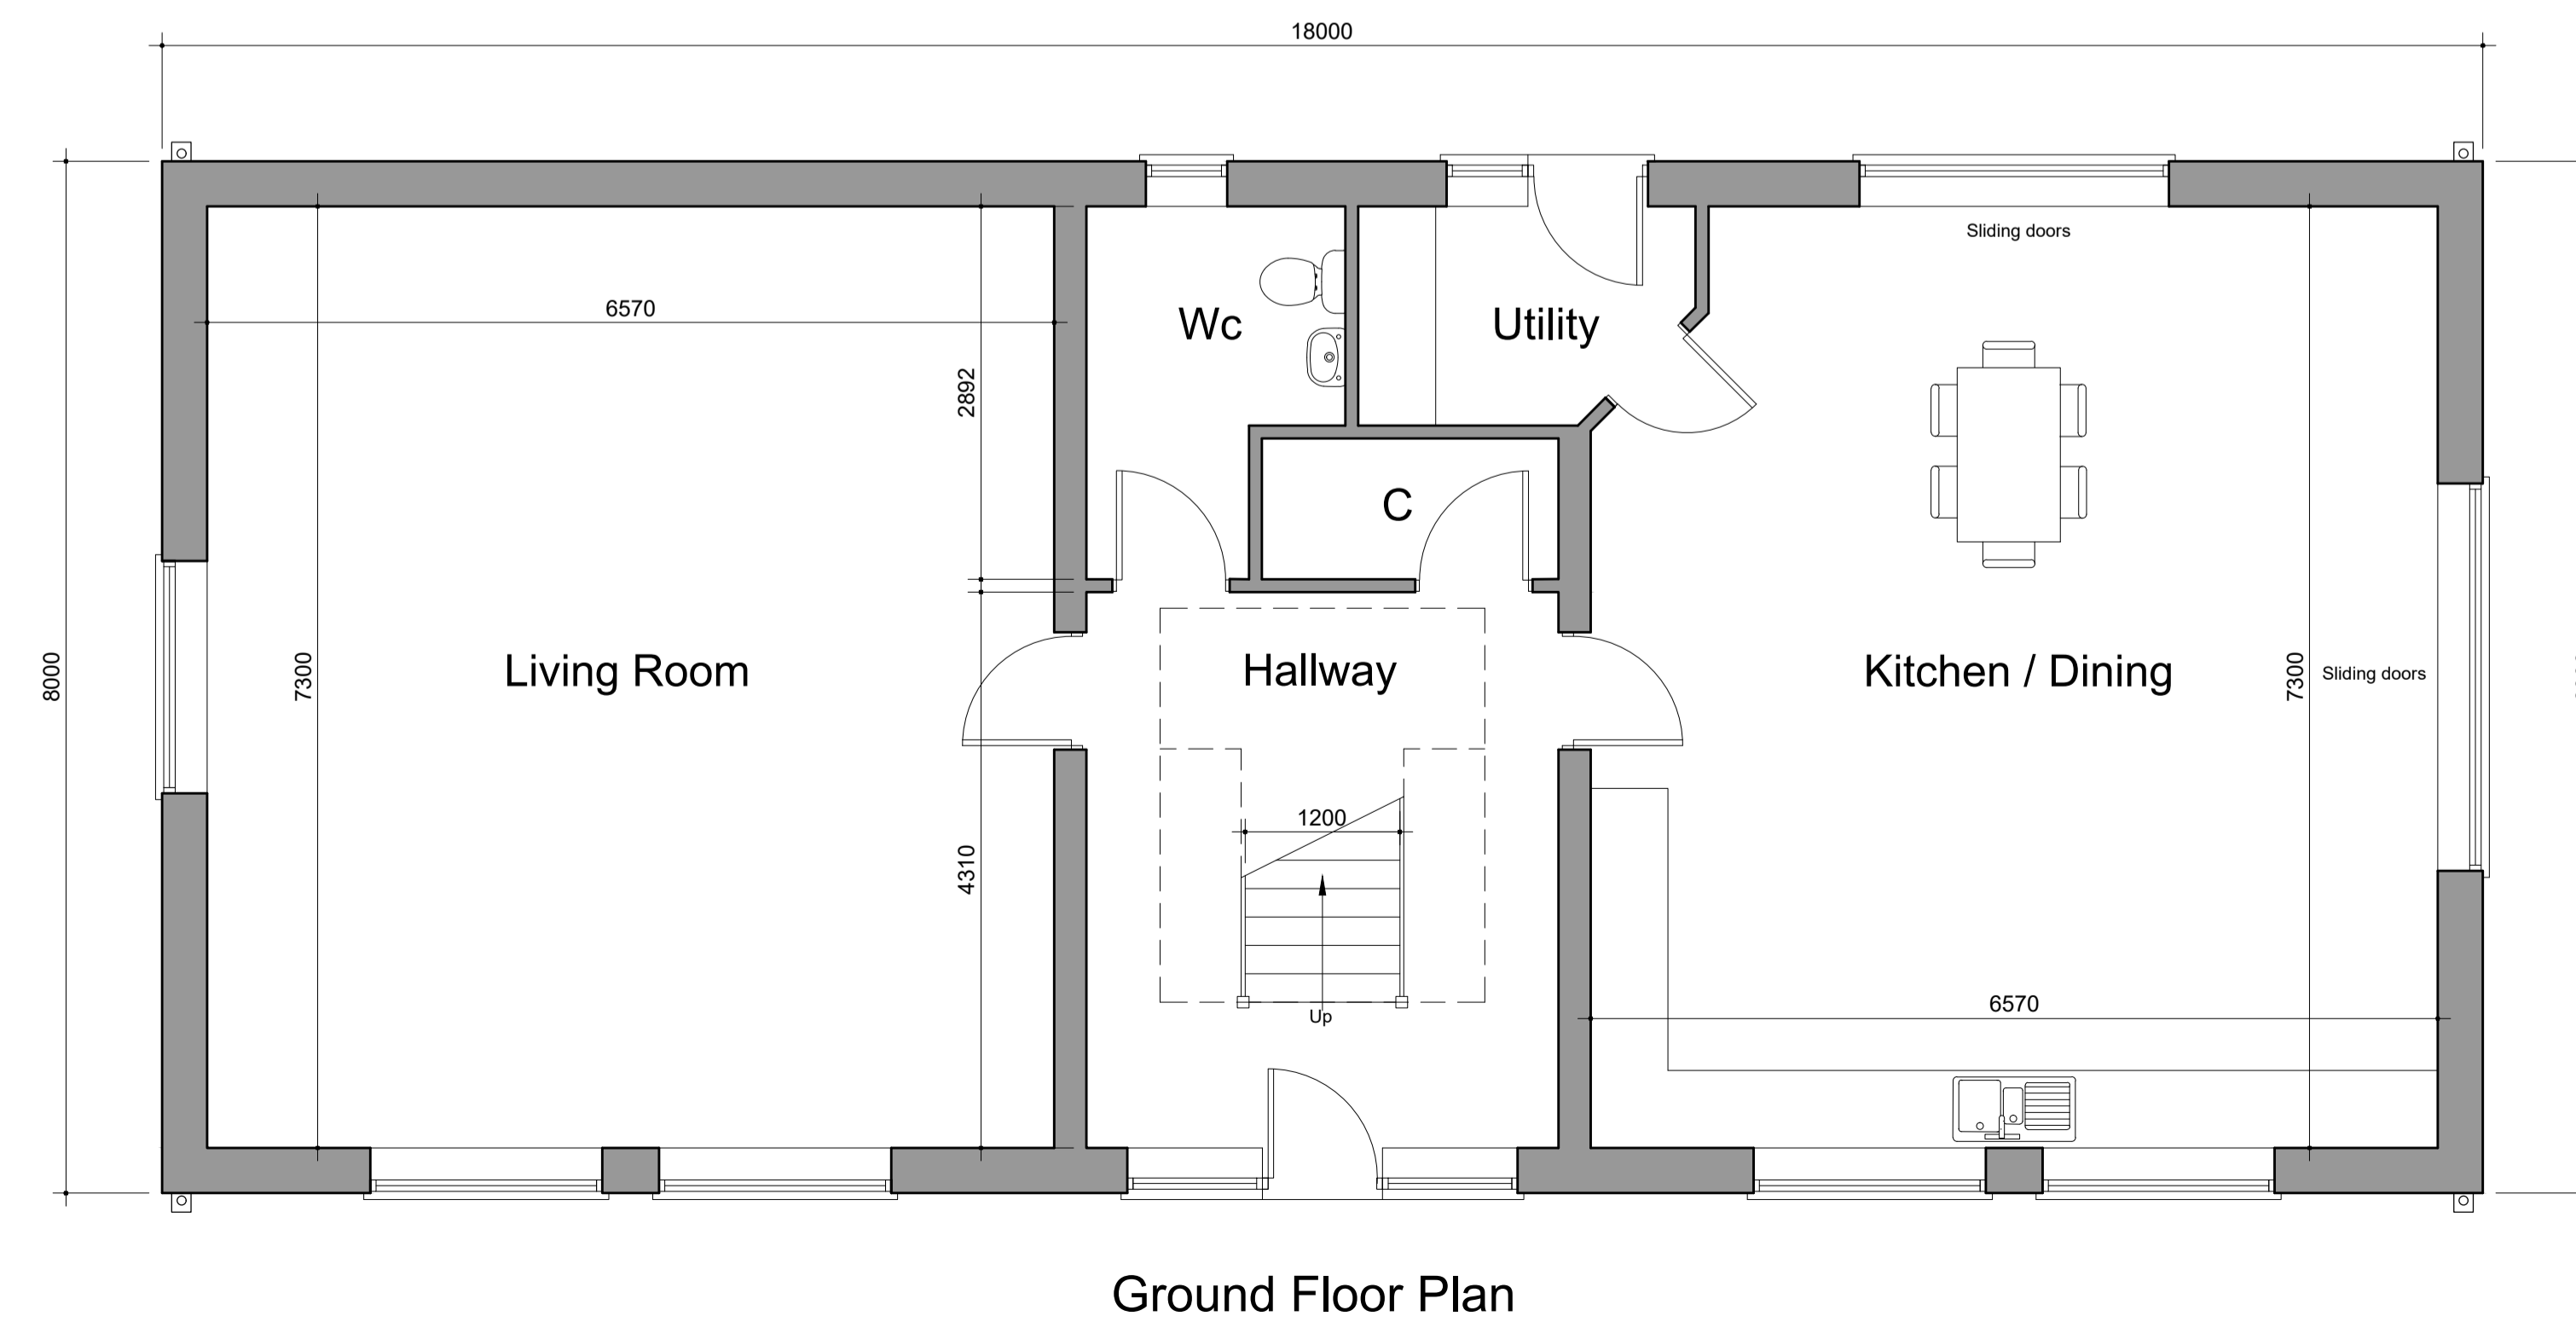 18000
Sliding doors
6570
Wc
Utility
2892
C
8000
7300
Living Room
Hallway
Kitchen / Dining
7300
Sliding doors
1200
4310
6570
Up
Ground Floor Plan